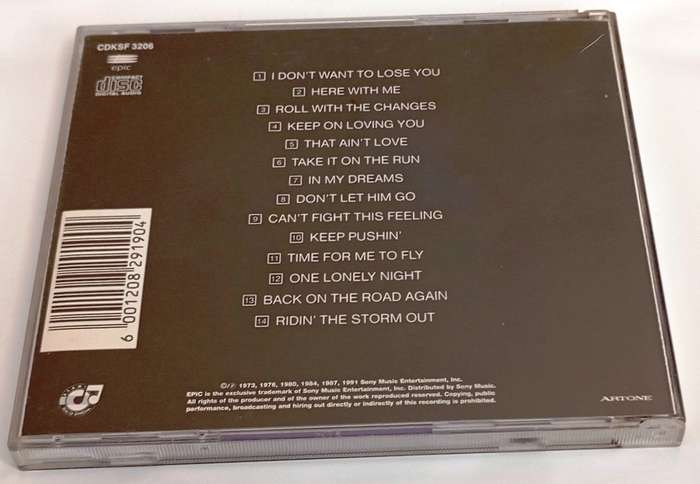 CDKSF 3206
epic
COMPACT
disc
DIGITAL AUDIO
1 I DON'T WANT TO LOSE YOU
2 HERE WITH ME
3 ROLL WITH THE CHANGES
4 KEEP ON LOVING YOU
5 THAT AIN'T LOVE
6 TAKE IT ON THE RUN
7 IN MY DREAMS
8 DON'T LET HIM GO
9 CAN'T FIGHT THIS FEELING
10 KEEP PUSHIN'
11 TIME FOR ME TO FLY
12 ONE LONELY NIGHT
13 BACK ON THE ROAD AGAIN
14 RIDIN' THE STORM OUT
6 001208 291904
©/℗ 1973, 1976, 1980, 1984, 1987, 1991 Sony Music Entertainment, Inc.
EPIC is the exclusive trademark of Sony Music Entertainment, Inc. Distributed by Sony Music.
All rights of the producer and of the owner of the work reproduced reserved. Copying, public
performance, broadcasting and hiring out directly or indirectly of this recording is prohibited.
ARTONE